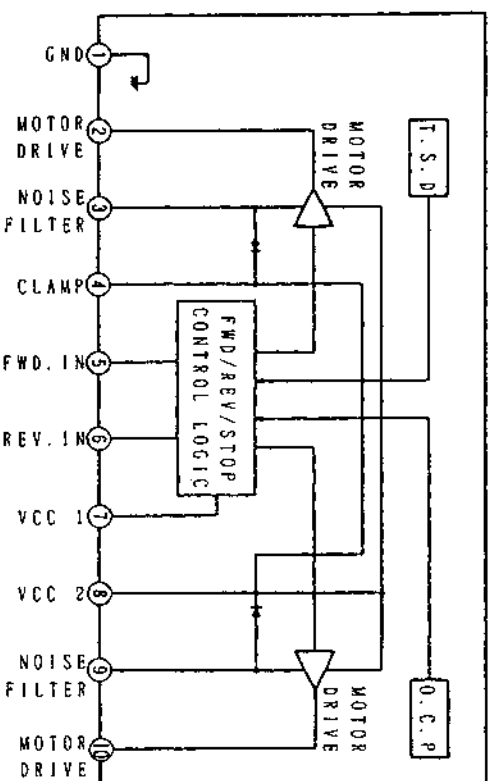 GND 1
MOTOR
DRIVE 2
NOISE
FILTER 3
CLAMP 4
FWD. IN 5
REV. IN 6
VCC 1 7
VCC 2 8
NOISE
FILTER 9
MOTOR
DRIVE 10
MOTOR
DRIVE
T.S.D
FWD/REV/STOP
CONTROL LOGIC
MOTOR
DRIVE
O.C.P